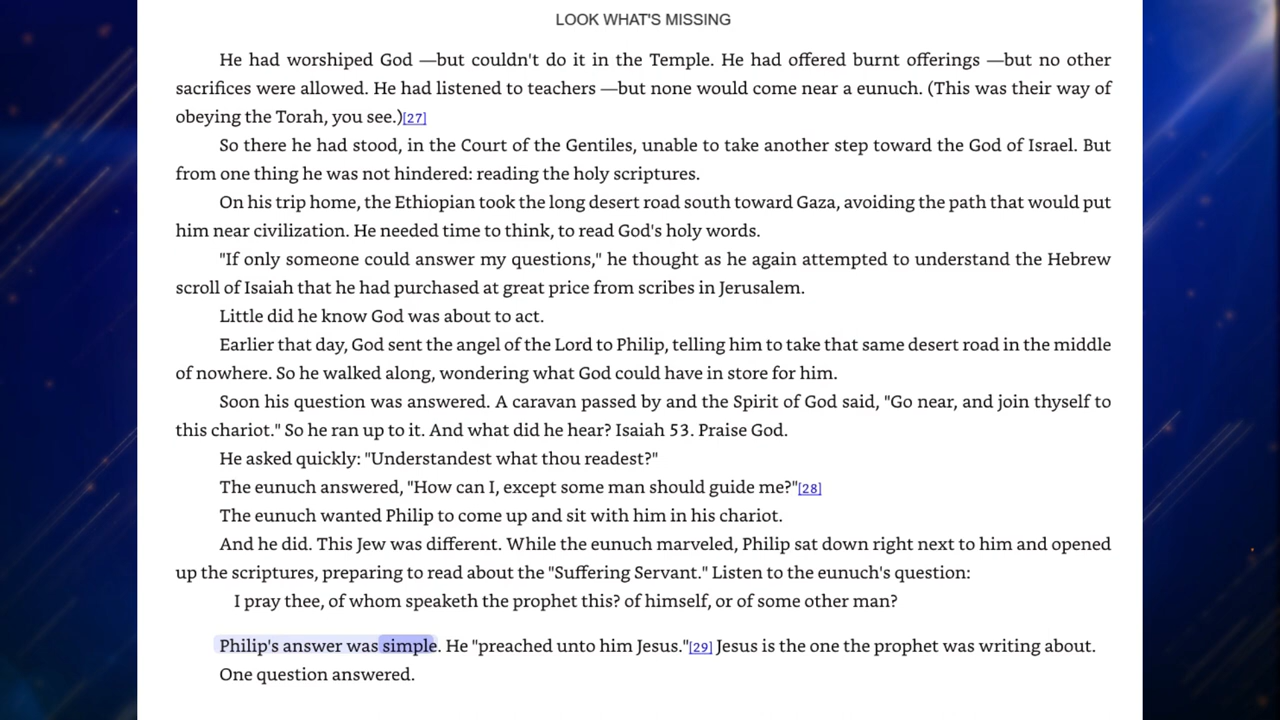 LOOK WHAT'S MISSING
He had worshiped God —but couldn't do it in the Temple. He had offered burnt offerings —but no other
sacrifices were allowed. He had listened to teachers —but none would come near a eunuch. (This was their way of
obeying the Torah, you see.)[27]
So there he had stood, in the Court of the Gentiles, unable to take another step toward the God of Israel. But
from one thing he was not hindered: reading the holy scriptures.
On his trip home, the Ethiopian took the long desert road south toward Gaza, avoiding the path that would put
him near civilization. He needed time to think, to read God's holy words.
"If only someone could answer my questions," he thought as he again attempted to understand the Hebrew
scroll of Isaiah that he had purchased at great price from scribes in Jerusalem.
Little did he know God was about to act.
Earlier that day, God sent the angel of the Lord to Philip, telling him to take that same desert road in the middle
of nowhere. So he walked along, wondering what God could have in store for him.
Soon his question was answered. A caravan passed by and the Spirit of God said, "Go near, and join thyself to
this chariot." So he ran up to it. And what did he hear? Isaiah 53. Praise God.
He asked quickly: "Understandest what thou readest?"
The eunuch answered, "How can I, except some man should guide me?"[28]
The eunuch wanted Philip to come up and sit with him in his chariot.
And he did. This Jew was different. While the eunuch marveled, Philip sat down right next to him and opened
up the scriptures, preparing to read about the "Suffering Servant." Listen to the eunuch's question:
I pray thee, of whom speaketh the prophet this? of himself, or of some other man?
Philip's answer was simple. He "preached unto him Jesus."[29] Jesus is the one the prophet was writing about.
One question answered.